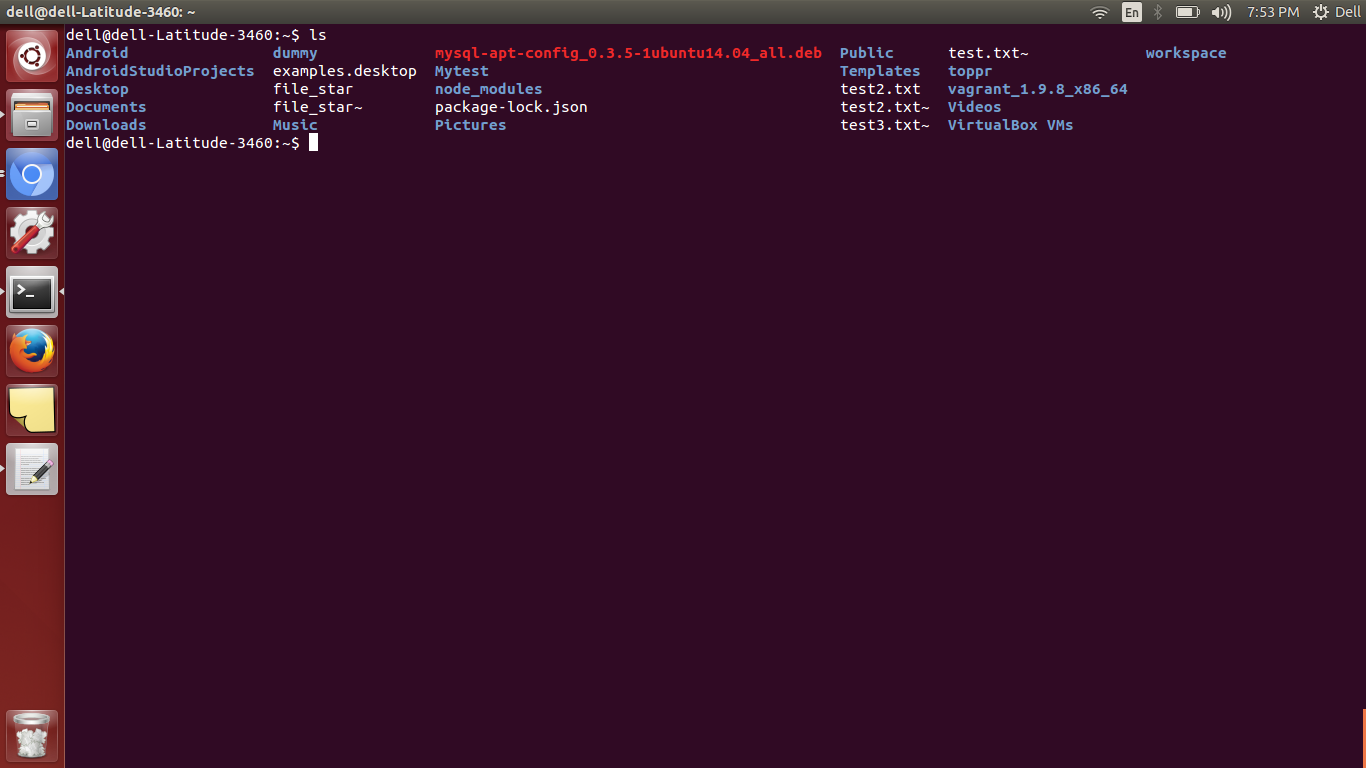 dell@dell-Latitude-3460: ~ En 7:53 PM Dell
dell@dell-Latitude-3460:~$ ls
Android dummy mysql-apt-config_0.3.5-1ubuntu14.04_all.deb Public test.txt~ workspace
AndroidStudioProjects examples.desktop Mytest Templates toppr
Desktop file_star node_modules test2.txt vagrant_1.9.8_x86_64
Documents file_star~ package-lock.json test2.txt~ Videos
Downloads Music Pictures test3.txt~ VirtualBox VMs
dell@dell-Latitude-3460:~$